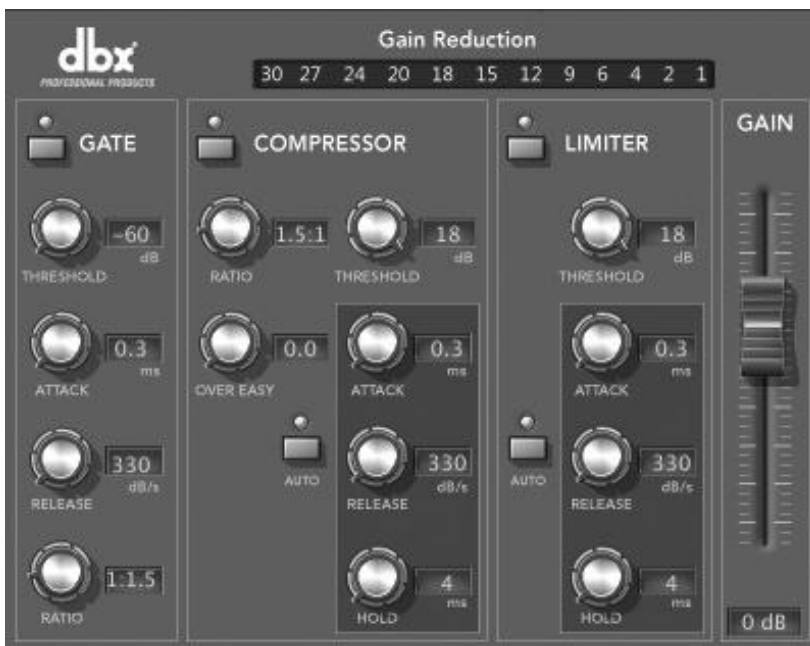 dbx
PROFESSIONAL PRODUCTS
Gain Reduction
30 27 24 20 18 15 12 9 6 4 2 1
GATE
-60
dB
THRESHOLD
0.3
ms
ATTACK
330
dB/s
RELEASE
1:1.5
RATIO
COMPRESSOR
1.5:1
RATIO
18
dB
THRESHOLD
0.0
OVER EASY
0.3
ms
ATTACK
AUTO
330
dB/s
RELEASE
4
ms
HOLD
LIMITER
18
dB
THRESHOLD
0.3
ms
ATTACK
AUTO
330
dB/s
RELEASE
4
ms
HOLD
GAIN
0 dB